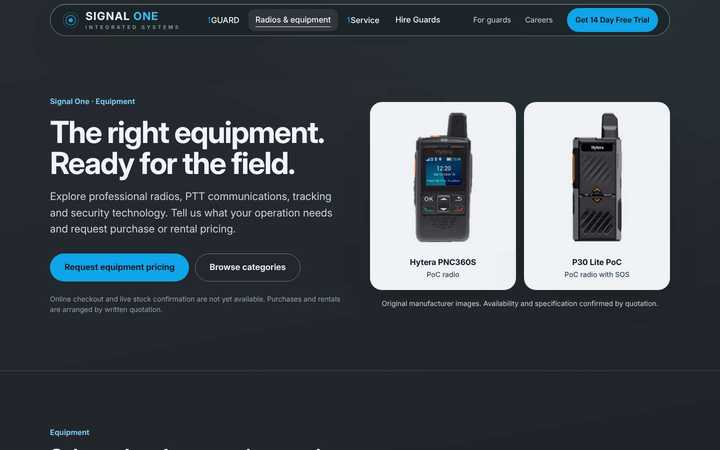 SIGNAL ONE
INTEGRATED SYSTEMS
1GUARD
Radios & equipment
1Service
Hire Guards
For guards
Careers
Get 14 Day Free Trial
Signal One · Equipment
The right equipment.
Ready for the field.
Explore professional radios, PTT communications, tracking
and security technology. Tell us what your operation needs
and request purchase or rental pricing.
Request equipment pricing
Browse categories
Online checkout and live stock confirmation are not yet available. Purchases and rentals
are arranged by written quotation.
Hytera
12:20
OK
Hytera PNC360S
PoC radio
Hytera
P30 Lite PoC
PoC radio with SOS
Original manufacturer images. Availability and specification confirmed by quotation.
Equipment